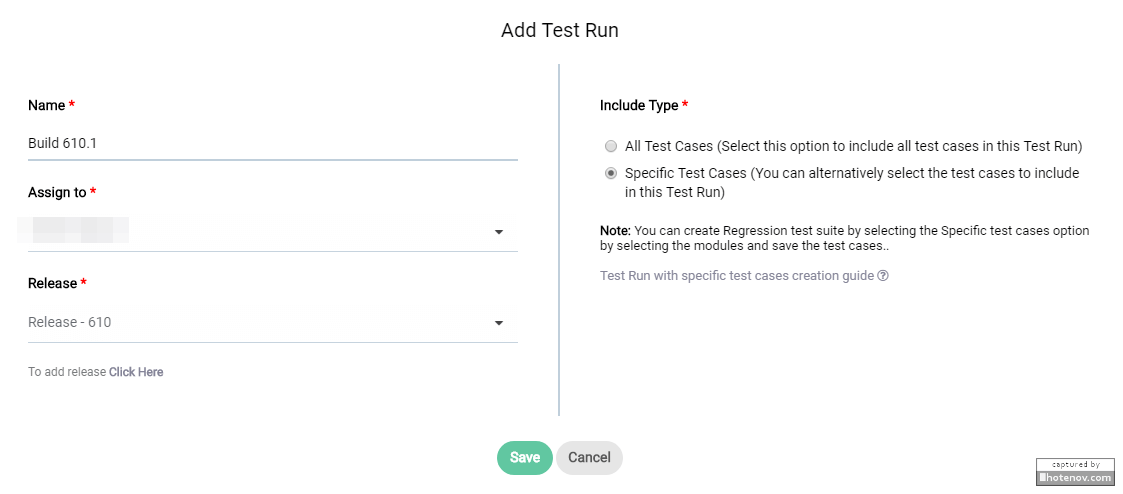 Add Test Run
Name *
Build 610.1
Assign to *
Release *
Release - 610
To add release Click Here
Include Type *
All Test Cases (Select this option to include all test cases in this Test Run)
Specific Test Cases (You can alternatively select the test cases to include
in this Test Run)
Note: You can create Regression test suite by selecting the Specific test cases option
by selecting the modules and save the test cases..
Test Run with specific test cases creation guide
Save Cancel
captured by
hotenov.com